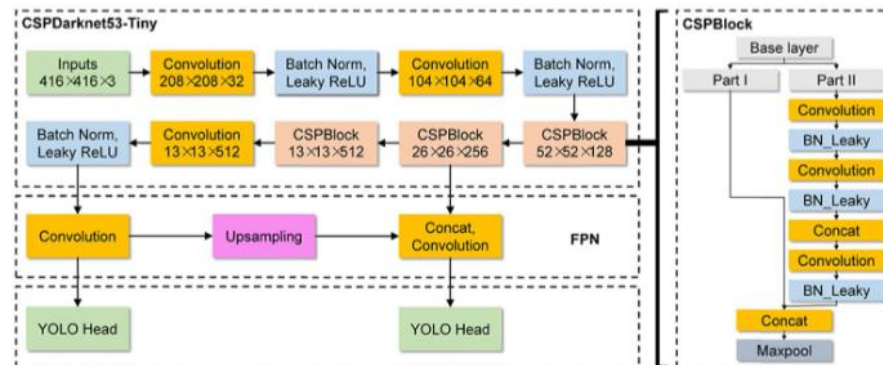 CSPDarknet53-Tiny
Inputs
416×416×3
Convolution
208×208×32
Batch Norm,
Leaky ReLU
Convolution
104×104×64
Batch Norm,
Leaky ReLU
Batch Norm,
Leaky ReLU
Convolution
13×13×512
CSPBlock
13×13×512
CSPBlock
26×26×256
CSPBlock
52×52×128
Convolution
Upsampling
Concat,
Convolution
FPN
YOLO Head
YOLO Head
CSPBlock
Base layer
Part I
Part II
Convolution
BN_Leaky
Convolution
BN_Leaky
Concat
Convolution
BN_Leaky
Concat
Maxpool